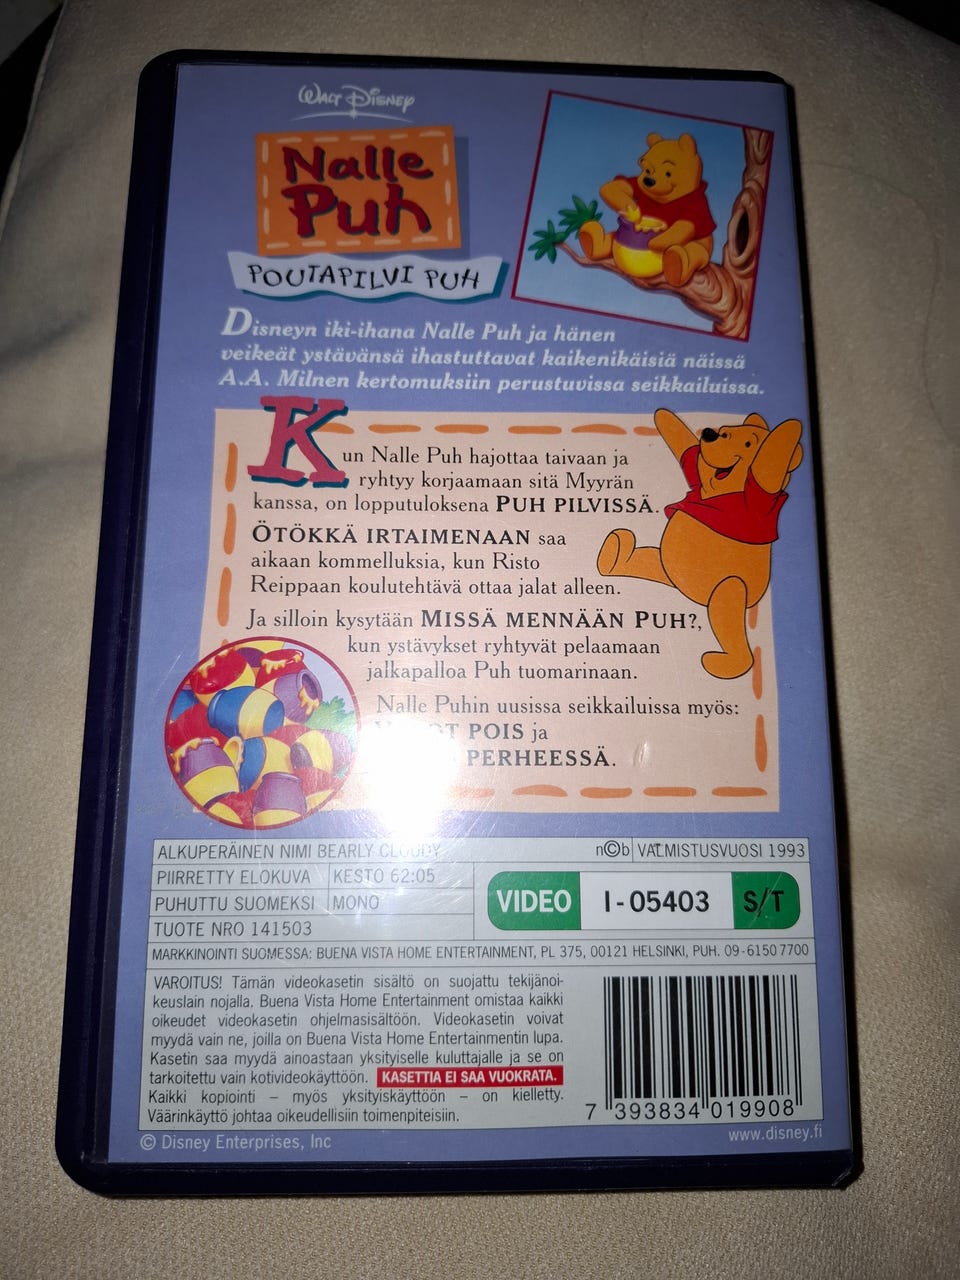 WALT DISNEY
Nalle
Puh
POUTAPILVI PUH
Disneyn iki-ihana Nalle Puh ja hänen
veikeät ystävänsä ihastuttavat kaikenikäisiä näissä
A.A. Milnen kertomuksiin perustuvissa seikkailuissa.
Kun Nalle Puh hajottaa taivaan ja
ryhtyy korjaamaan sitä Myyrän
kanssa, on lopputuloksena PUH PILVISSÄ.
ÖTÖKKÄ IRTAIMENAAN saa
aikaan kommelluksia, kun Risto
Reippaan koulutehtävä ottaa jalat alleen.
Ja silloin kysytään MISSÄ MENNÄÄN PUH?,
kun ystävykset ryhtyvät pelaamaan
jalkapalloa Puh tuomarinaan.
Nalle Puhin uusissa seikkailuissa myös:
POIS ja
PERHEESSÄ.
ALKUPERÄINEN NIMI BEARLY CLOUDY n©b VALMISTUSVUOSI 1993
PIIRRETTY ELOKUVA KESTO 62:05
PUHUTTU SUOMEKSI MONO
TUOTE NRO 141503
VIDEO I-05403 S/T
MARKKINOINTI SUOMESSA: BUENA VISTA HOME ENTERTAINMENT, PL 375, 00121 HELSINKI, PUH. 09-6150 7700
VAROITUS! Tämän videokasetin sisältö on suojattu tekijänoi-
keuslain nojalla. Buena Vista Home Entertainment omistaa kaikki
oikeudet videokasetin ohjelmasisältöön. Videokasetin voivat
myydä vain ne, joilla on Buena Vista Home Entertainmentin lupa.
Kasetin saa myydä ainoastaan yksityiselle kuluttajalle ja se on
tarkoitettu vain kotivideokäyttöön. KASETTIA EI SAA VUOKRATA.
Kaikki kopiointi – myös yksityiskäyttöön – on kielletty.
Väärinkäyttö johtaa oikeudellisiin toimenpiteisiin.
7 393834 019908
© Disney Enterprises, Inc
www.disney.fi